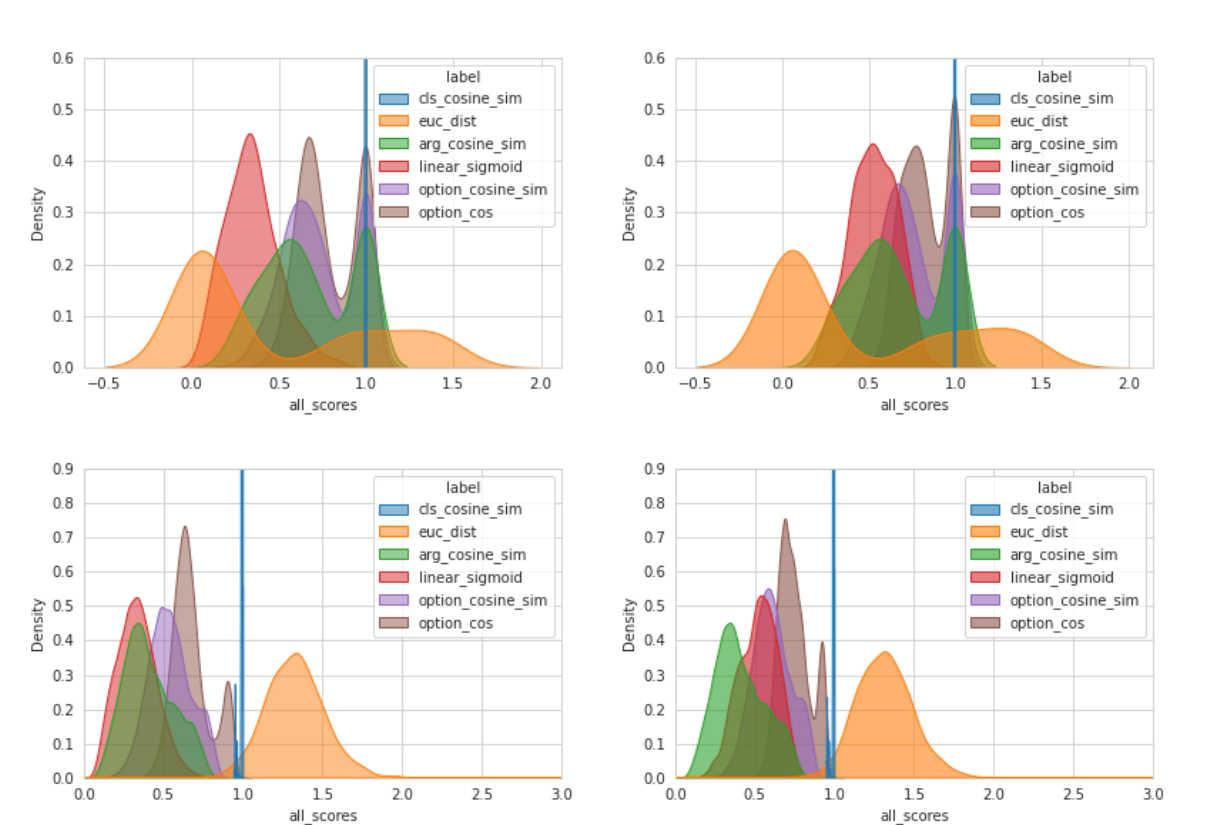 0.6
0.5
0.4
0.3
0.2
0.1
0.0
Density
−0.5 0.0 0.5 1.0 1.5 2.0
all_scores
label
cls_cosine_sim
euc_dist
arg_cosine_sim
linear_sigmoid
option_cosine_sim
option_cos
0.6
0.5
0.4
0.3
0.2
0.1
0.0
Density
−0.5 0.0 0.5 1.0 1.5 2.0
all_scores
label
cls_cosine_sim
euc_dist
arg_cosine_sim
linear_sigmoid
option_cosine_sim
option_cos
0.9
0.8
0.7
0.6
0.5
0.4
0.3
0.2
0.1
0.0
Density
0.0 0.5 1.0 1.5 2.0 2.5 3.0
all_scores
label
cls_cosine_sim
euc_dist
arg_cosine_sim
linear_sigmoid
option_cosine_sim
option_cos
0.9
0.8
0.7
0.6
0.5
0.4
0.3
0.2
0.1
0.0
Density
0.0 0.5 1.0 1.5 2.0 2.5 3.0
all_scores
label
cls_cosine_sim
euc_dist
arg_cosine_sim
linear_sigmoid
option_cosine_sim
option_cos